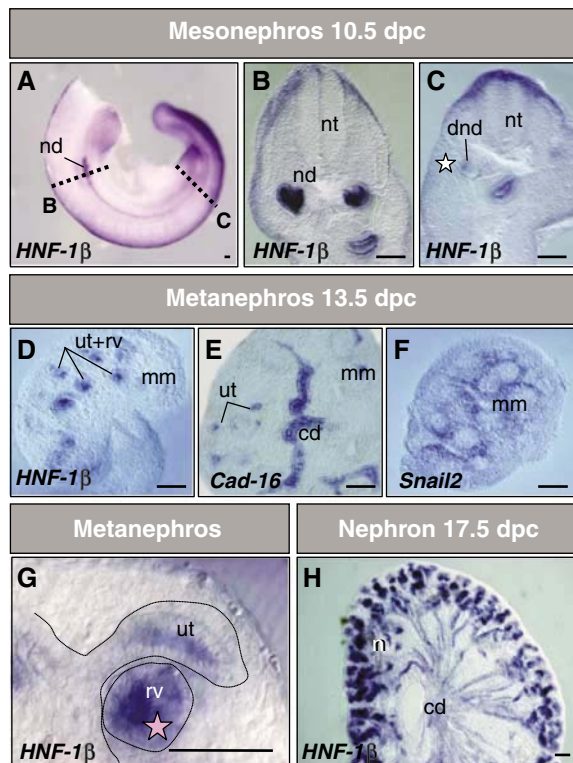 Mesonephros 10.5 dpc
A
nd
B
C
HNF-1β
B
nt
nd
HNF-1β
C
dnd
nt
HNF-1β
Metanephros 13.5 dpc
D
ut+rv
mm
HNF-1β
E
mm
ut
cd
Cad-16
F
mm
Snail2
Metanephros
G
ut
rv
HNF-1β
Nephron 17.5 dpc
H
n
cd
HNF-1β